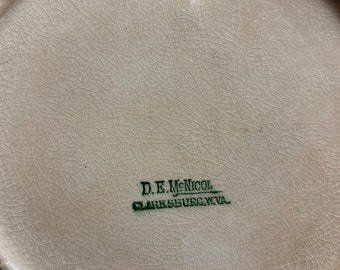 D. E. McNICOL
CLARKSBURG, W. VA.